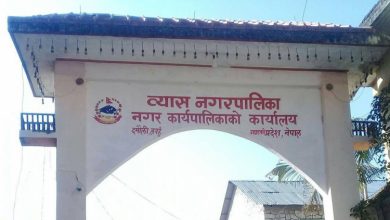 व्यास नगरपालिका
नगर कार्यपालिकाको कार्यालय
दमौली, तनहुँ
गण्डकी प्रदेश, नेपाल